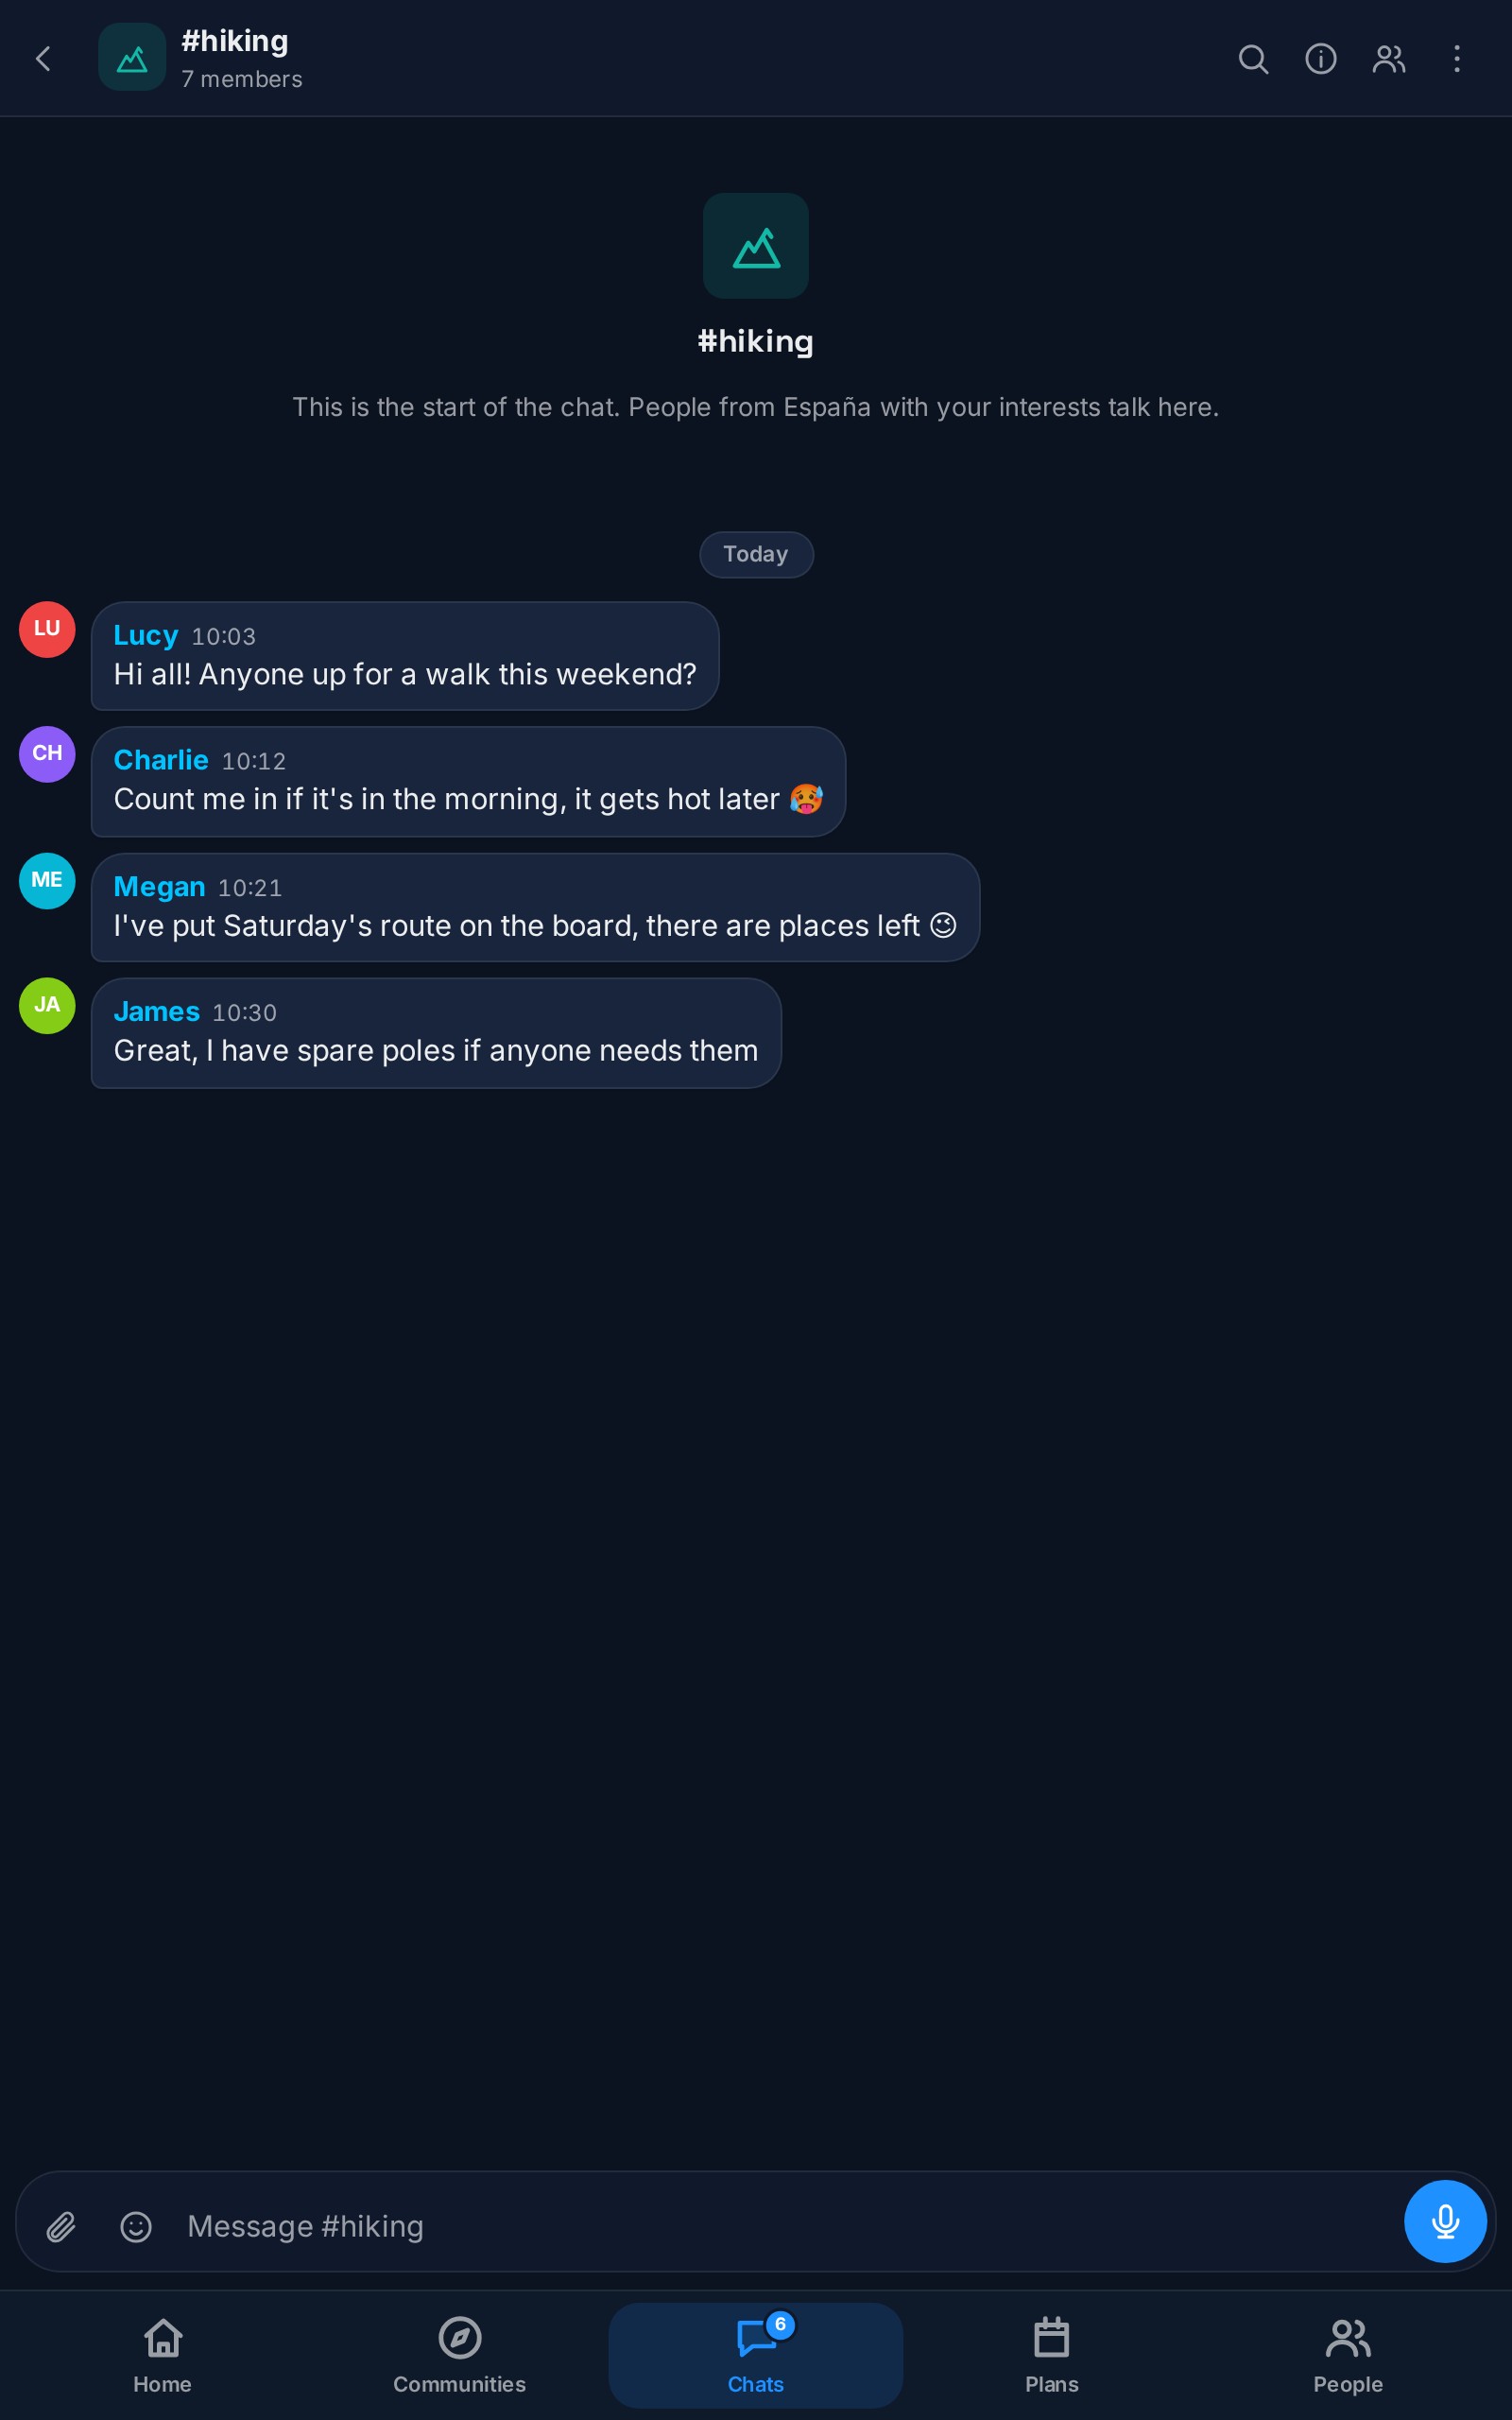 #hiking
7 members
#hiking
This is the start of the chat. People from España with your interests talk here.
Today
LU
Lucy 10:03
Hi all! Anyone up for a walk this weekend?
CH
Charlie 10:12
Count me in if it's in the morning, it gets hot later 🥵
ME
Megan 10:21
I've put Saturday's route on the board, there are places left 😉
JA
James 10:30
Great, I have spare poles if anyone needs them
Message #hiking
6
Home
Communities
Chats
Plans
People